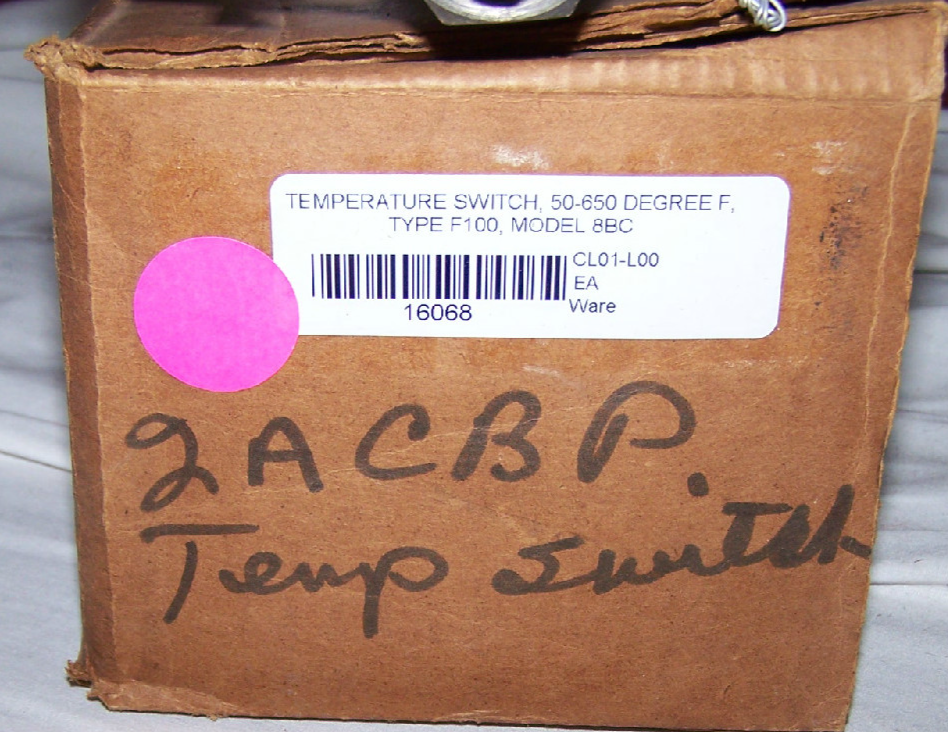 TEMPERATURE SWITCH, 50-650 DEGREE F,
TYPE F100, MODEL 8BC
CL01-L00
EA
Ware
16068
2ACBP.
Temp Switch